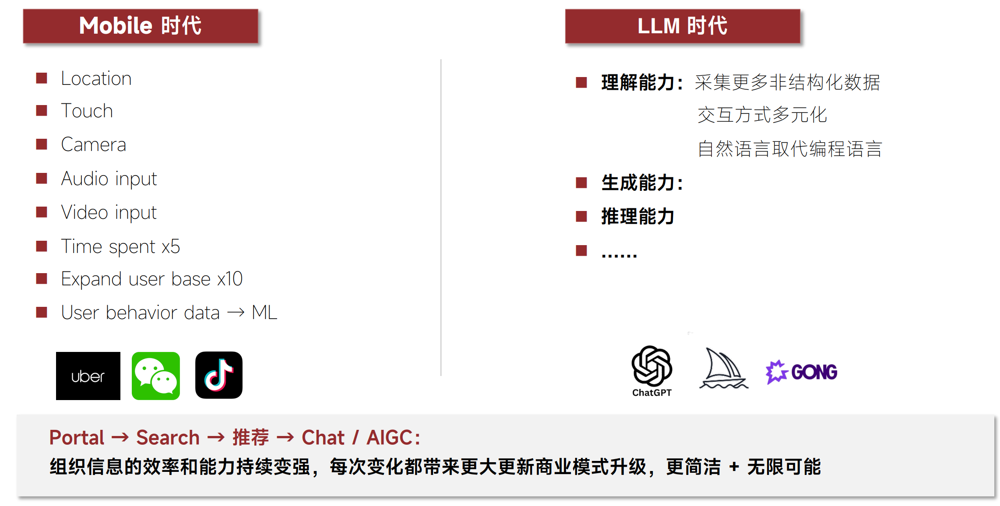 Mobile 时代
Location
Touch
Camera
Audio input
Video input
Time spent x5
Expand user base x10
User behavior data → ML
uber
LLM 时代
理解能力：采集更多非结构化数据
交互方式多元化
自然语言取代编程语言
生成能力：
推理能力
......
ChatGPT
GONG
Portal → Search → 推荐 → Chat / AIGC：
组织信息的效率和能力持续变强，每次变化都带来更大更新商业模式升级，更简洁 + 无限可能